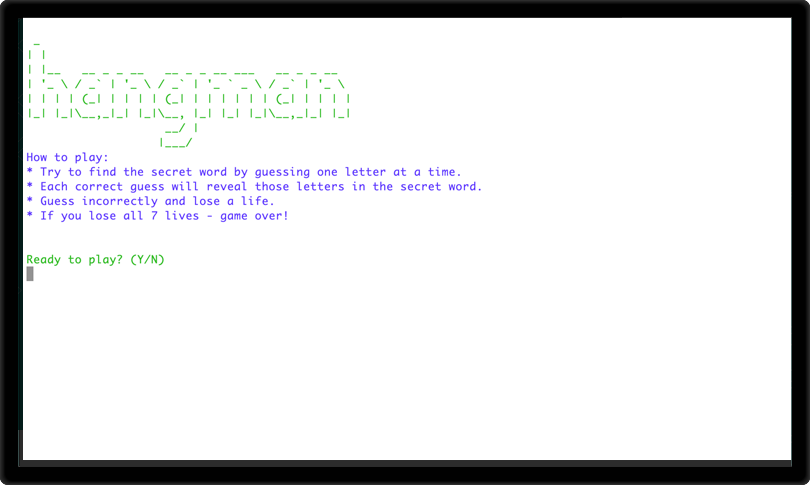 hangman
How to play:
* Try to find the secret word by guessing one letter at a time.
* Each correct guess will reveal those letters in the secret word.
* Guess incorrectly and lose a life.
* If you lose all 7 lives - game over!
Ready to play? (Y/N)